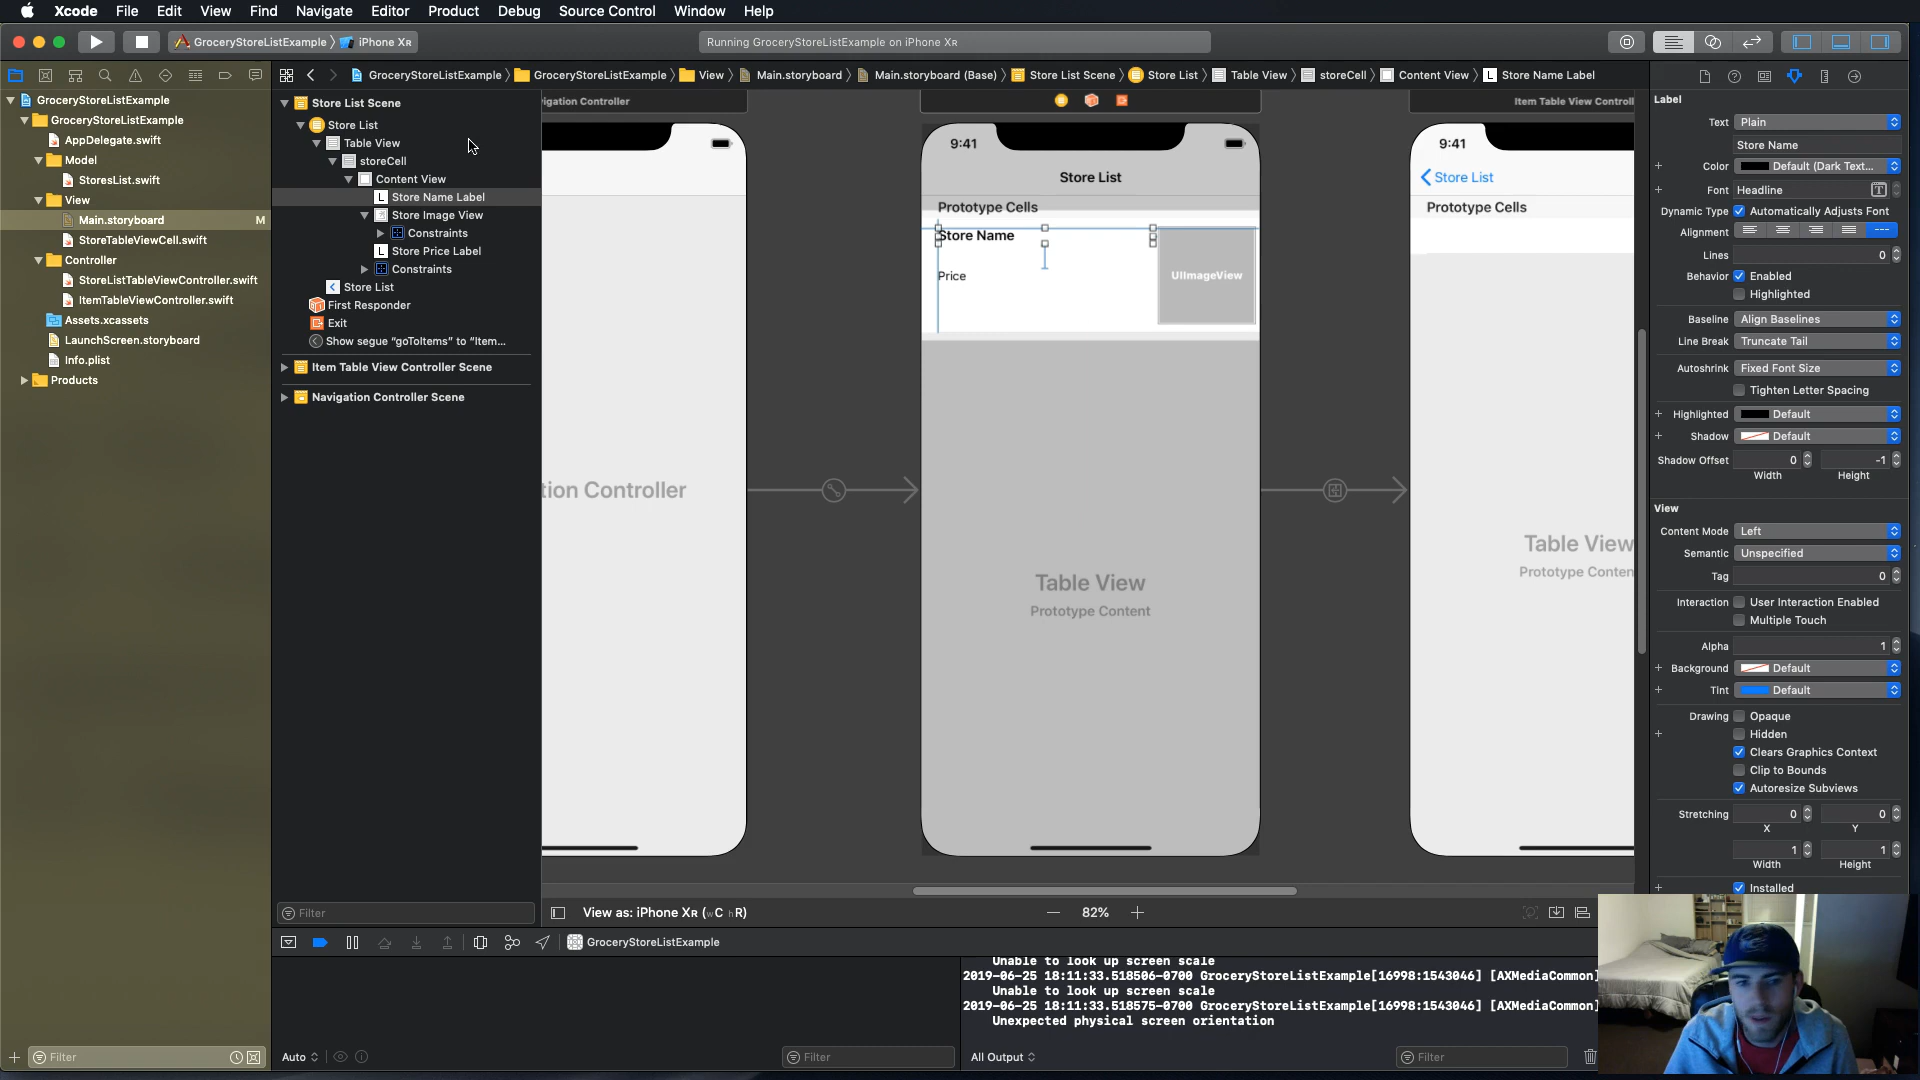 Xcode File Edit View Find Navigate Editor Product Debug Source Control Window Help
GroceryStoreListExample iPhone XR
Running GroceryStoreListExample on iPhone XR
GroceryStoreListExample GroceryStoreListExample View Main.storyboard Main.storyboard (Base) Store List Scene Store List Table View storeCell Content View Store Name Label
GroceryStoreListExample
GroceryStoreListExample
AppDelegate.swift
Model
StoresList.swift
View
Main.storyboard M
StoreTableViewCell.swift
Controller
StoreListTableViewController.swift
ItemTableViewController.swift
Assets.xcassets
LaunchScreen.storyboard
Info.plist
Products
Filter
Store List Scene
Store List
Table View
storeCell
Content View
L Store Name Label
Store Image View
Constraints
L Store Price Label
Constraints
Store List
First Responder
Exit
Show segue “goToItems” to “Item...
Item Table View Controller Scene
Navigation Controller Scene
Filter
vigation Controller
tion Controller
9:41
Store List
Prototype Cells
Store Name
Price
UIImageView
Table View
Prototype Content
Item Table View Controll
9:41
Store List
Prototype Cells
Table View
Prototype Conten
View as: iPhone XR (wC hR)
82%
GroceryStoreListExample
Unable to look up screen scale
2019-06-25 18:11:33.518506-0700 GroceryStoreListExample[16998:1543046] [AXMediaCommon]
Unable to look up screen scale
2019-06-25 18:11:33.518575-0700 GroceryStoreListExample[16998:1543046] [AXMediaCommon]
Unexpected physical screen orientation
Auto
Filter
All Output
Filter
Label
Text Plain
Store Name
Color Default (Dark Text...
Font Headline
Dynamic Type Automatically Adjusts Font
Alignment
Lines 0
Behavior Enabled
Highlighted
Baseline Align Baselines
Line Break Truncate Tail
Autoshrink Fixed Font Size
Tighten Letter Spacing
Highlighted Default
Shadow Default
Shadow Offset 0 -1
Width Height
View
Content Mode Left
Semantic Unspecified
Tag 0
Interaction User Interaction Enabled
Multiple Touch
Alpha 1
Background Default
Tint Default
Drawing Opaque
Hidden
Clears Graphics Context
Clip to Bounds
Autoresize Subviews
Stretching 0 0
X Y
1 1
Width Height
Installed